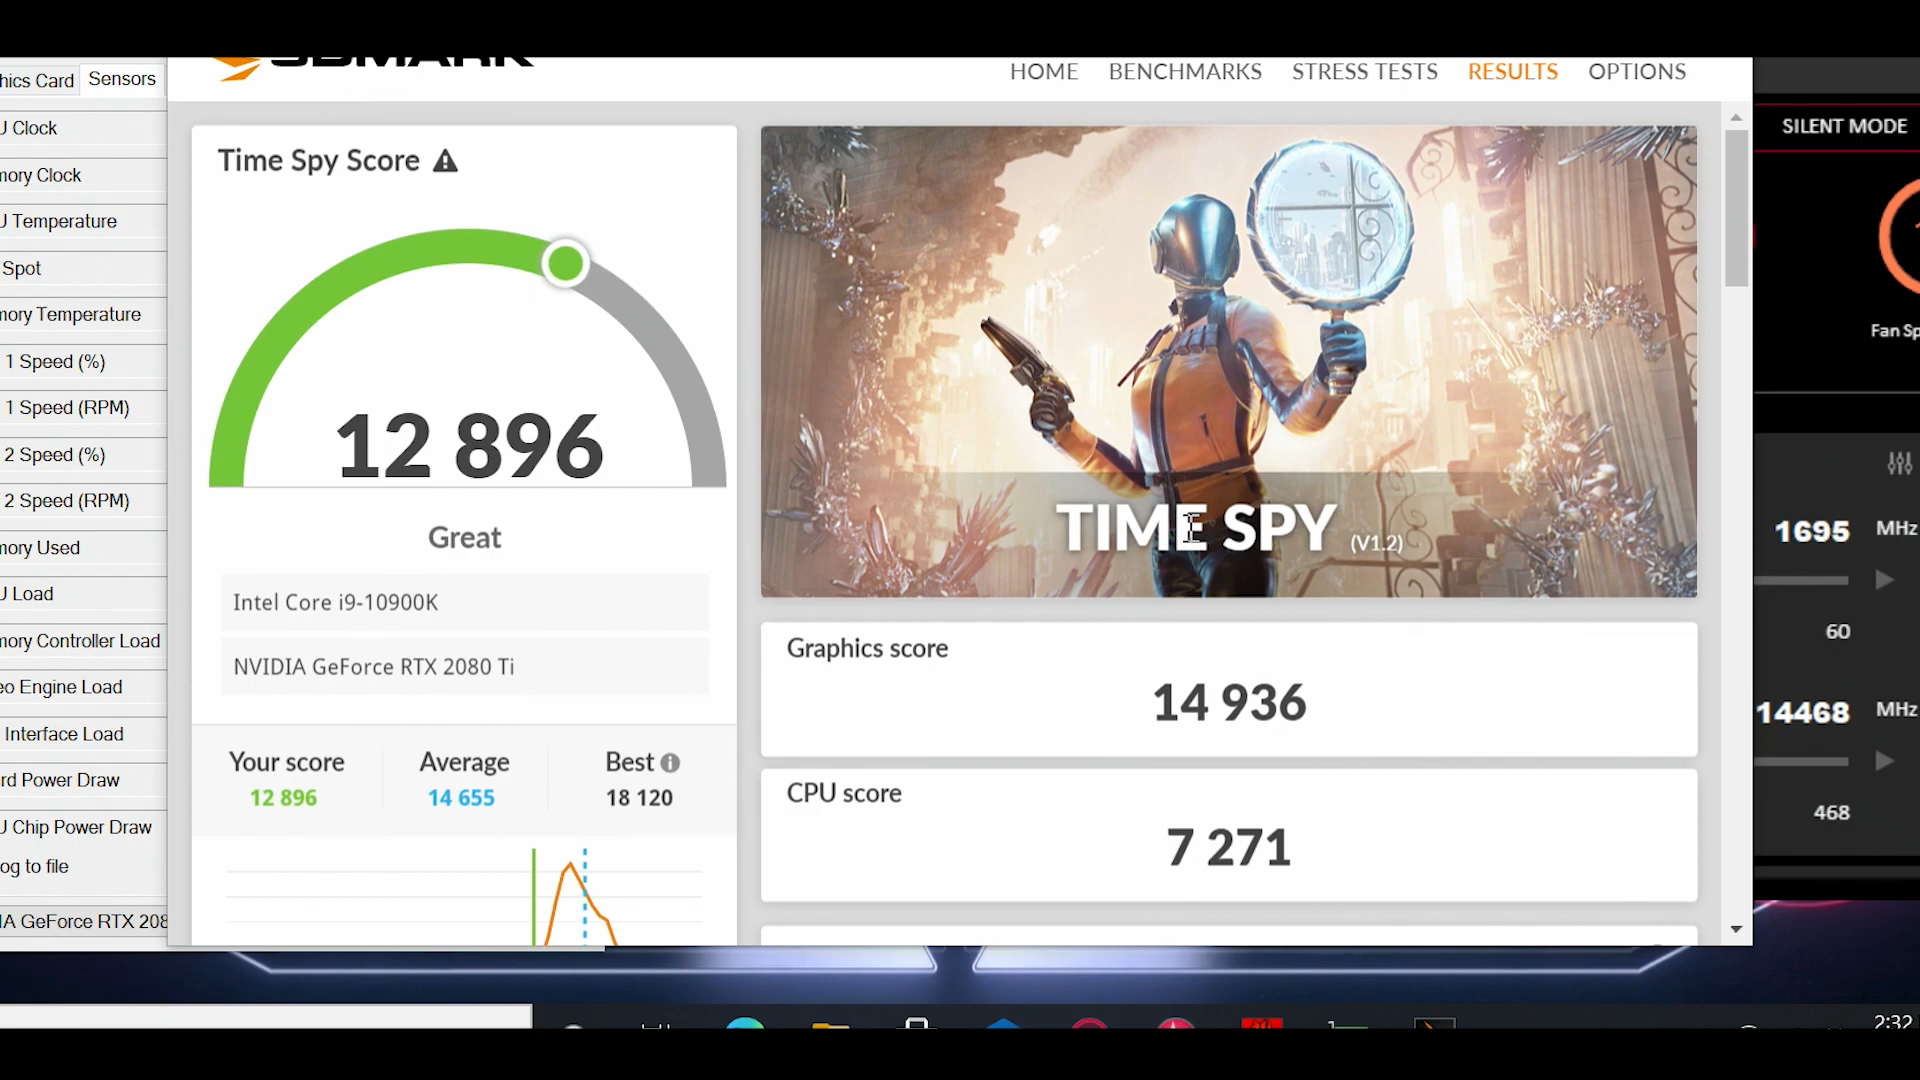 3DMARK
HOME BENCHMARKS STRESS TESTS RESULTS OPTIONS
hics Card Sensors
J Clock
nory Clock
J Temperature
Spot
nory Temperature
1 Speed (%)
1 Speed (RPM)
2 Speed (%)
2 Speed (RPM)
nory Used
J Load
nory Controller Load
eo Engine Load
Interface Load
rd Power Draw
J Chip Power Draw
og to file
IA GeForce RTX 208
Time Spy Score
12 896
Great
Intel Core i9-10900K
NVIDIA GeForce RTX 2080 Ti
Your score Average Best
12 896 14 655 18 120
TIME SPY (V1.2)
Graphics score
14 936
CPU score
7 271
SILENT MODE
Fan Sp
1695 MHz
60
14468 MHz
468
2:32